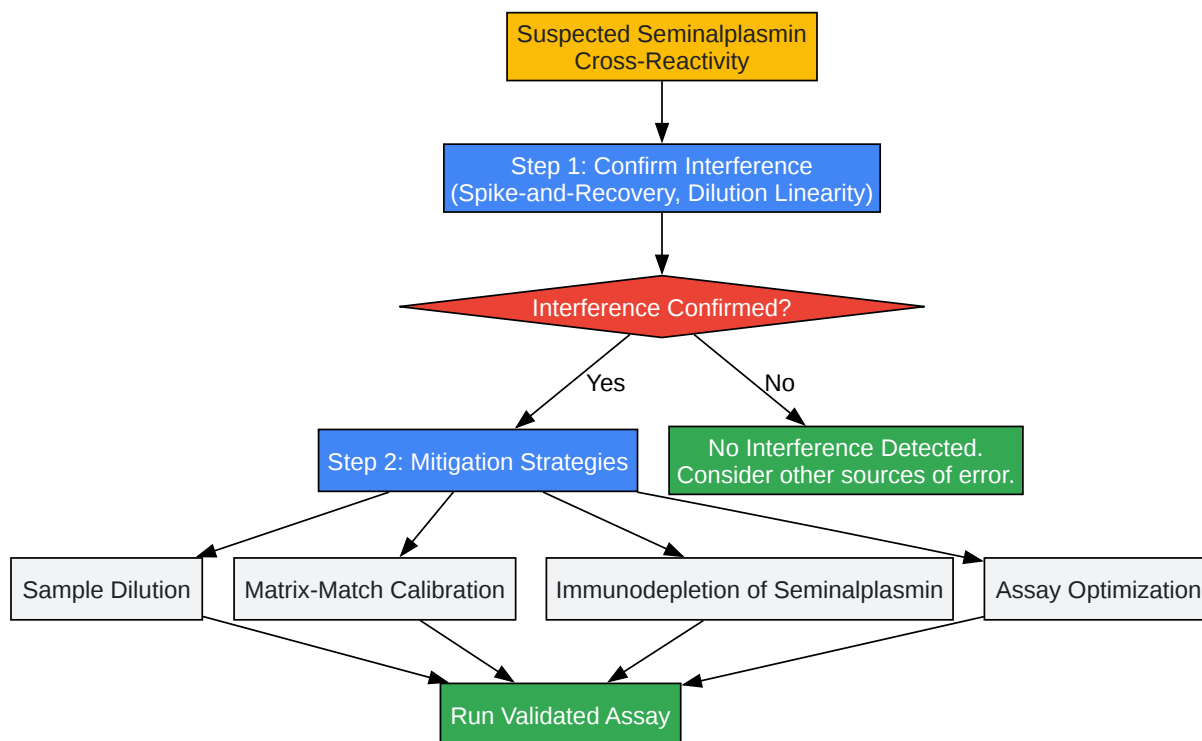 Suspected Seminalplasmin
Cross-Reactivity
Step 1: Confirm Interference
(Spike-and-Recovery, Dilution Linearity)
Interference Confirmed?
Yes
No
Step 2: Mitigation Strategies
No Interference Detected.
Consider other sources of error.
Sample Dilution
Matrix-Match Calibration
Immunodepletion of Seminalplasmin
Assay Optimization
Run Validated Assay